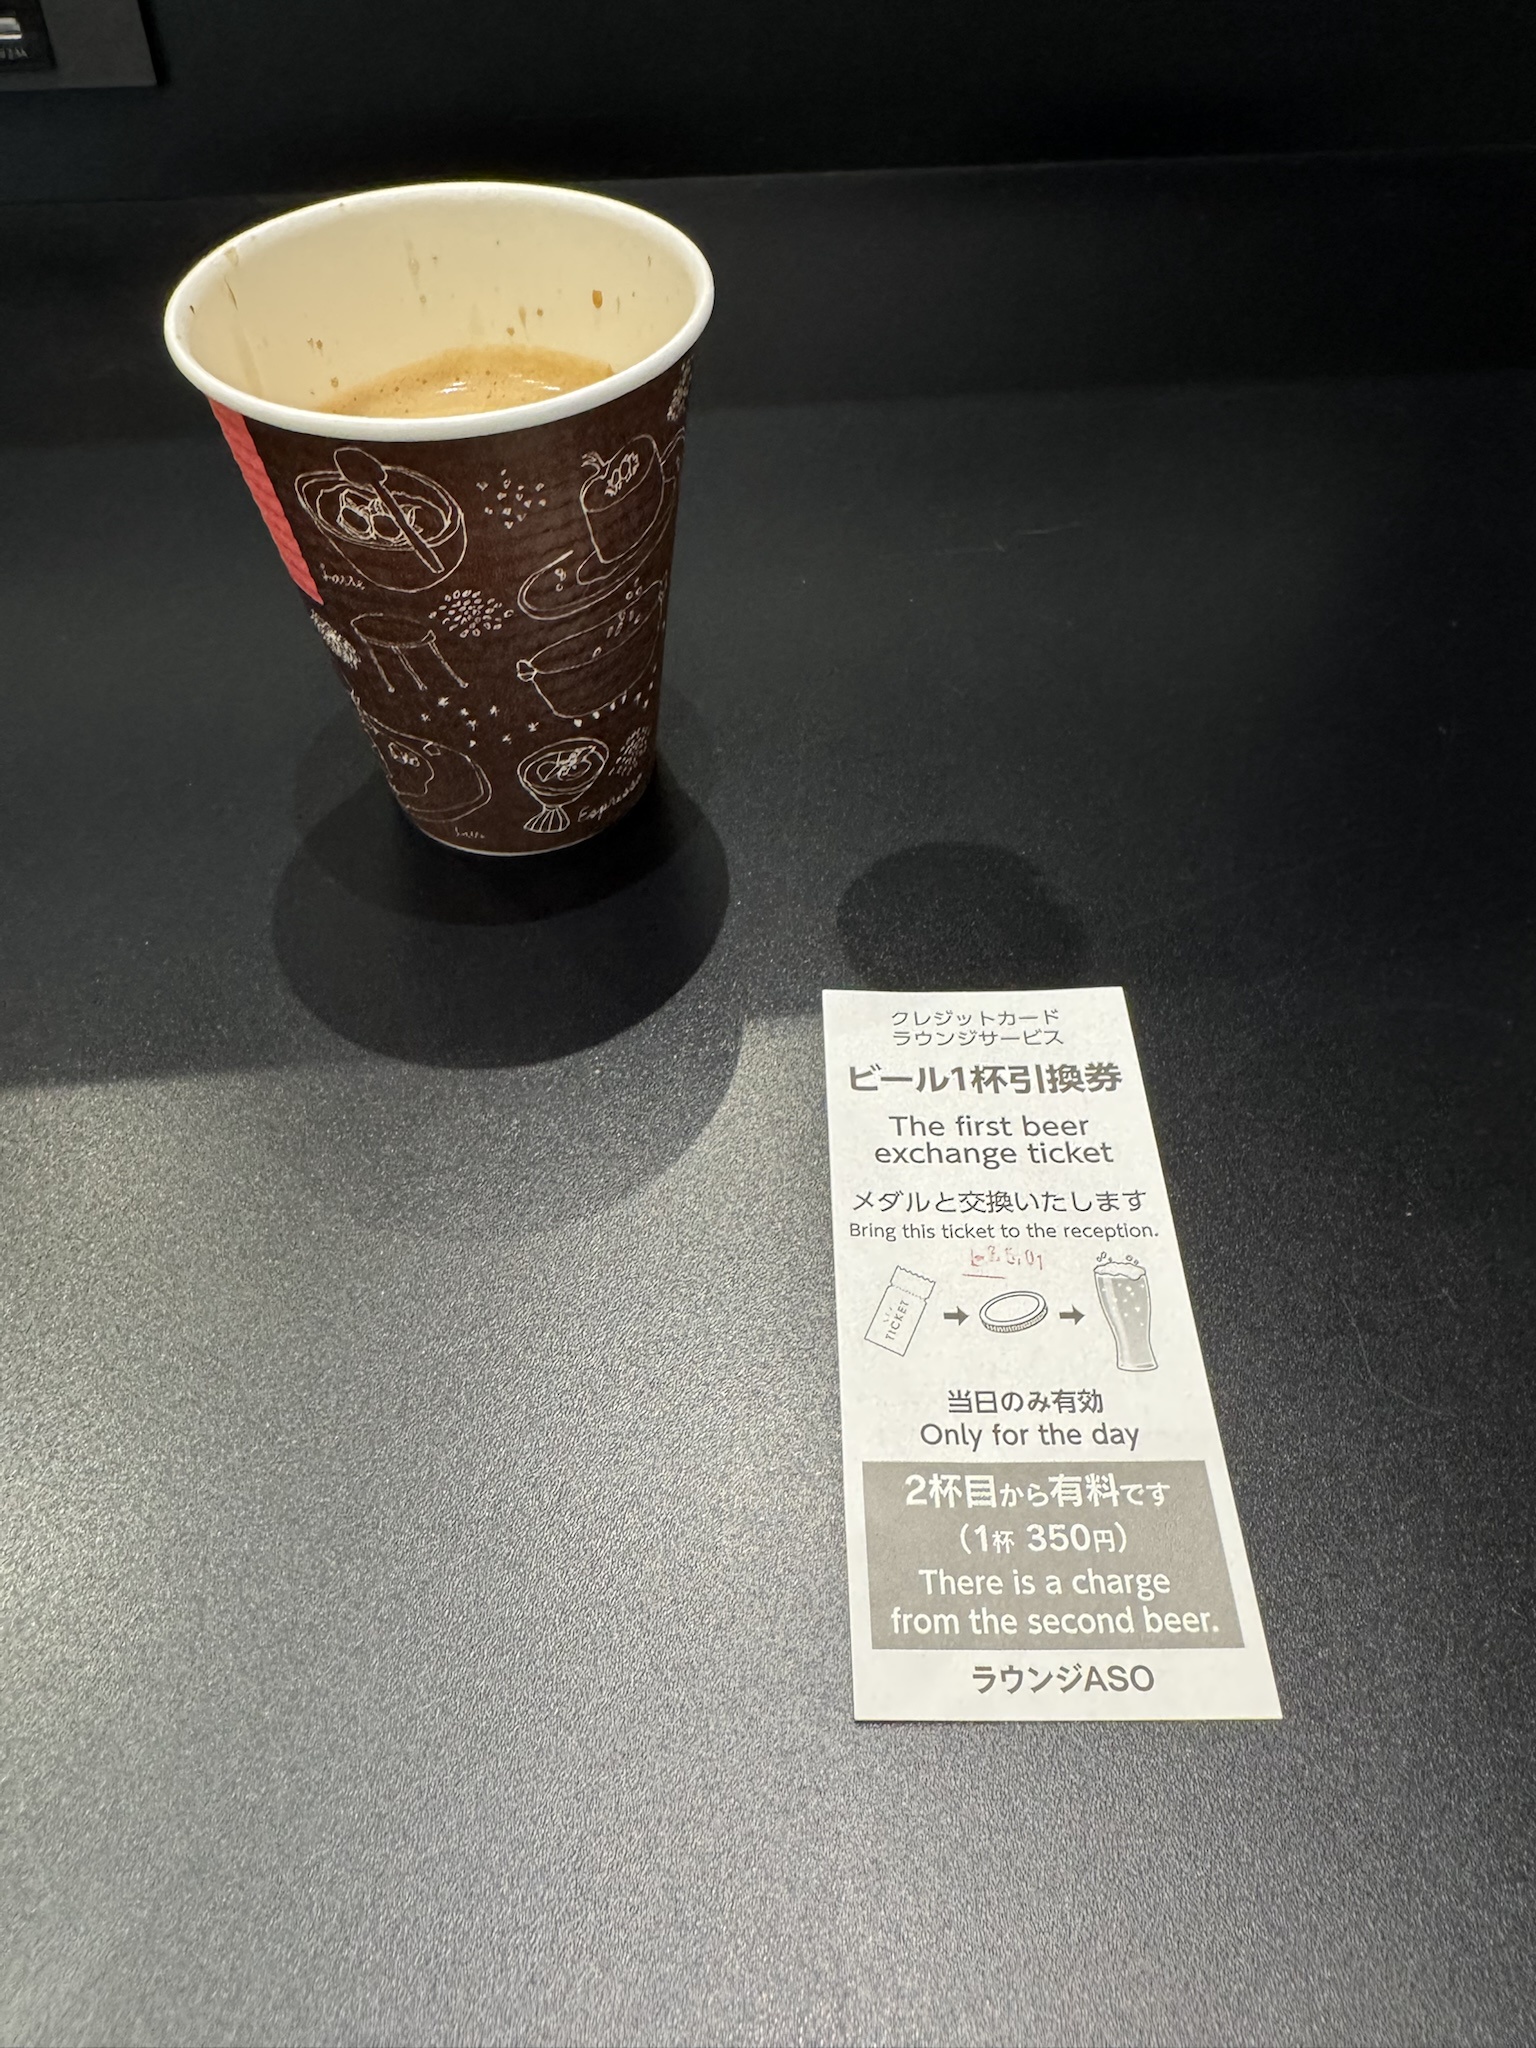 Espresso
クレジットカード
ラウンジサービス
ビール1杯引換券
The first beer
exchange ticket
メダルと交換いたします
Bring this ticket to the reception.
TICKET
当日のみ有効
Only for the day
2杯目から有料です
(1杯 350円)
There is a charge
from the second beer.
ラウンジASO